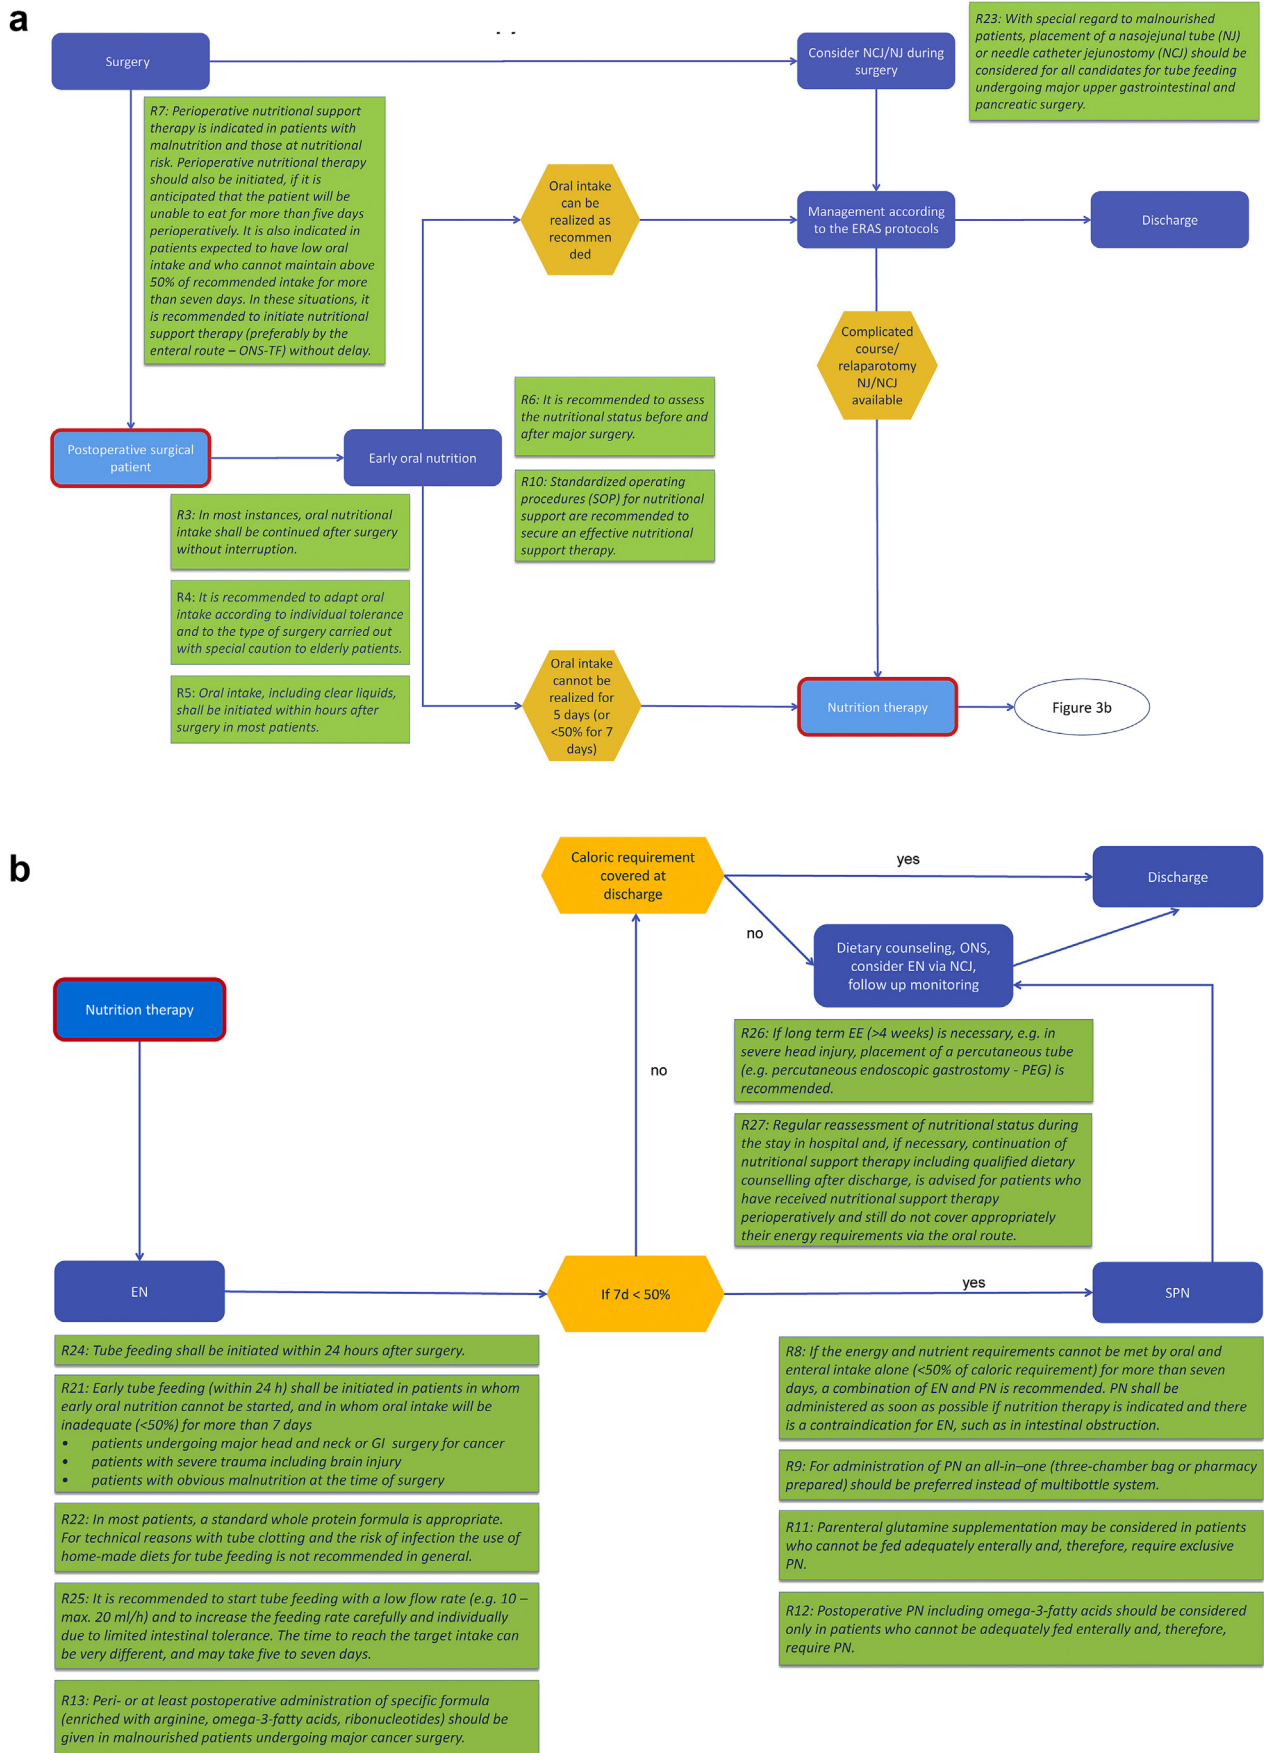 a
Surgery
Consider NCJ/NJ during
surgery
R23: With special regard to malnourished
patients, placement of a nasojejunal tube (NJ)
or needle catheter jejunostomy (NCJ) should be
considered for all candidates for tube feeding
undergoing major upper gastrointestinal and
pancreatic surgery.
R7: Perioperative nutritional support
therapy is indicated in patients with
malnutrition and those at nutritional
risk. Perioperative nutritional therapy
should also be initiated, if it is
anticipated that the patient will be
unable to eat for more than five days
perioperatively. It is also indicated in
patients expected to have low oral
intake and who cannot maintain above
50% of recommended intake for more
than seven days. In these situations, it
is recommended to initiate nutritional
support therapy (preferably by the
enteral route – ONS-TF) without delay.
Oral intake
can be
realized as
recommen
ded
Management according
to the ERAS protocols
Discharge
Complicated
course/
relaparotomy
NJ/NCJ
available
Postoperative surgical
patient
Early oral nutrition
R6: It is recommended to assess
the nutritional status before and
after major surgery.
R10: Standardized operating
procedures (SOP) for nutritional
support are recommended to
secure an effective nutritional
support therapy.
R3: In most instances, oral nutritional
intake shall be continued after surgery
without interruption.
R4: It is recommended to adapt oral
intake according to individual tolerance
and to the type of surgery carried out
with special caution to elderly patients.
R5: Oral intake, including clear liquids,
shall be initiated within hours after
surgery in most patients.
Oral intake
cannot be
realized for
5 days (or
<50% for 7
days)
Nutrition therapy
Figure 3b
b
Caloric requirement
covered at
discharge
yes
Discharge
no
Dietary counseling, ONS,
consider EN via NCJ,
follow up monitoring
Nutrition therapy
no
R26: If long term EE (>4 weeks) is necessary, e.g. in
severe head injury, placement of a percutaneous tube
(e.g. percutaneous endoscopic gastrostomy - PEG) is
recommended.
R27: Regular reassessment of nutritional status during
the stay in hospital and, if necessary, continuation of
nutritional support therapy including qualified dietary
counselling after discharge, is advised for patients who
have received nutritional support therapy
perioperatively and still do not cover appropriately
their energy requirements via the oral route.
EN
If 7d < 50%
yes
SPN
R24: Tube feeding shall be initiated within 24 hours after surgery.
R21: Early tube feeding (within 24 h) shall be initiated in patients in whom
early oral nutrition cannot be started, and in whom oral intake will be
inadequate (<50%) for more than 7 days
• patients undergoing major head and neck or GI surgery for cancer
• patients with severe trauma including brain injury
• patients with obvious malnutrition at the time of surgery
R22: In most patients, a standard whole protein formula is appropriate.
For technical reasons with tube clotting and the risk of infection the use of
home-made diets for tube feeding is not recommended in general.
R25: It is recommended to start tube feeding with a low flow rate (e.g. 10 –
max. 20 ml/h) and to increase the feeding rate carefully and individually
due to limited intestinal tolerance. The time to reach the target intake can
be very different, and may take five to seven days.
R13: Peri- or at least postoperative administration of specific formula
(enriched with arginine, omega-3-fatty acids, ribonucleotides) should be
given in malnourished patients undergoing major cancer surgery.
R8: If the energy and nutrient requirements cannot be met by oral and
enteral intake alone (<50% of caloric requirement) for more than seven
days, a combination of EN and PN is recommended. PN shall be
administered as soon as possible if nutrition therapy is indicated and there
is a contraindication for EN, such as in intestinal obstruction.
R9: For administration of PN an all-in–one (three-chamber bag or pharmacy
prepared) should be preferred instead of multibottle system.
R11: Parenteral glutamine supplementation may be considered in patients
who cannot be fed adequately enterally and, therefore, require exclusive
PN.
R12: Postoperative PN including omega-3-fatty acids should be considered
only in patients who cannot be adequately fed enterally and, therefore,
require PN.